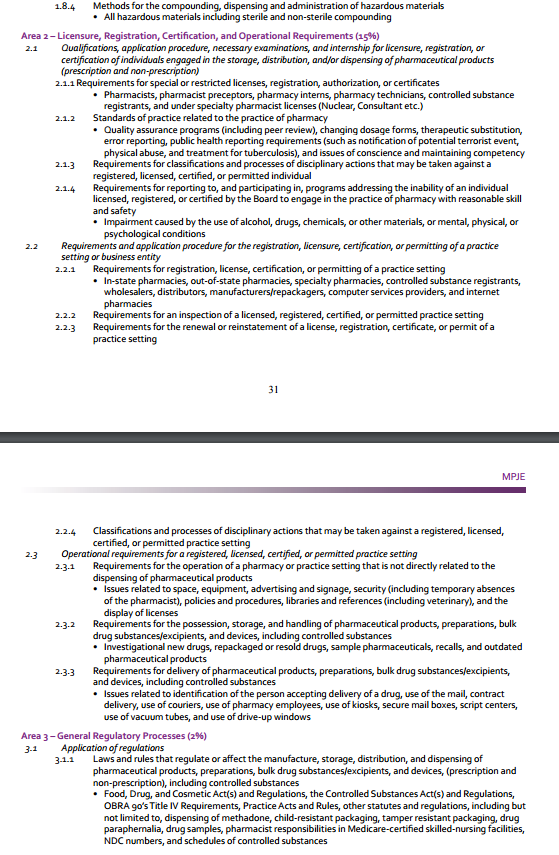 1.8.4 Methods for the compounding, dispensing and administration of hazardous materials
• All hazardous materials including sterile and non-sterile compounding
Area 2 – Licensure, Registration, Certification, and Operational Requirements (15%)
2.1 Qualifications, application procedure, necessary examinations, and internship for licensure, registration, or
certification of individuals engaged in the storage, distribution, and/or dispensing of pharmaceutical products
(prescription and non-prescription)
2.1.1 Requirements for special or restricted licenses, registration, authorization, or certificates
• Pharmacists, pharmacist preceptors, pharmacy interns, pharmacy technicians, controlled substance
registrants, and under specialty pharmacist licenses (Nuclear, Consultant etc.)
2.1.2 Standards of practice related to the practice of pharmacy
• Quality assurance programs (including peer review), changing dosage forms, therapeutic substitution,
error reporting, public health reporting requirements (such as notification of potential terrorist event,
physical abuse, and treatment for tuberculosis), and issues of conscience and maintaining competency
2.1.3 Requirements for classifications and processes of disciplinary actions that may be taken against a
registered, licensed, certified, or permitted individual
2.1.4 Requirements for reporting to, and participating in, programs addressing the inability of an individual
licensed, registered, or certified by the Board to engage in the practice of pharmacy with reasonable skill
and safety
• Impairment caused by the use of alcohol, drugs, chemicals, or other materials, or mental, physical, or
psychological conditions
2.2 Requirements and application procedure for the registration, licensure, certification, or permitting of a practice
setting or business entity
2.2.1 Requirements for registration, license, certification, or permitting of a practice setting
• In-state pharmacies, out-of-state pharmacies, specialty pharmacies, controlled substance registrants,
wholesalers, distributors, manufacturers/repackagers, computer services providers, and internet
pharmacies
2.2.2 Requirements for an inspection of a licensed, registered, certified, or permitted practice setting
2.2.3 Requirements for the renewal or reinstatement of a license, registration, certificate, or permit of a
practice setting
31
MPJE
2.2.4 Classifications and processes of disciplinary actions that may be taken against a registered, licensed,
certified, or permitted practice setting
2.3 Operational requirements for a registered, licensed, certified, or permitted practice setting
2.3.1 Requirements for the operation of a pharmacy or practice setting that is not directly related to the
dispensing of pharmaceutical products
• Issues related to space, equipment, advertising and signage, security (including temporary absences
of the pharmacist), policies and procedures, libraries and references (including veterinary), and the
display of licenses
2.3.2 Requirements for the possession, storage, and handling of pharmaceutical products, preparations, bulk
drug substances/excipients, and devices, including controlled substances
• Investigational new drugs, repackaged or resold drugs, sample pharmaceuticals, recalls, and outdated
pharmaceutical products
2.3.3 Requirements for delivery of pharmaceutical products, preparations, bulk drug substances/excipients,
and devices, including controlled substances
• Issues related to identification of the person accepting delivery of a drug, use of the mail, contract
delivery, use of couriers, use of pharmacy employees, use of kiosks, secure mail boxes, script centers,
use of vacuum tubes, and use of drive-up windows
Area 3 – General Regulatory Processes (2%)
3.1 Application of regulations
3.1.1 Laws and rules that regulate or affect the manufacture, storage, distribution, and dispensing of
pharmaceutical products, preparations, bulk drug substances/excipients, and devices, (prescription and
non-prescription), including controlled substances
• Food, Drug, and Cosmetic Act(s) and Regulations, the Controlled Substances Act(s) and Regulations,
OBRA 90's Title IV Requirements, Practice Acts and Rules, other statutes and regulations, including but
not limited to, dispensing of methadone, child-resistant packaging, tamper resistant packaging, drug
paraphernalia, drug samples, pharmacist responsibilities in Medicare-certified skilled-nursing facilities,
NDC numbers, and schedules of controlled substances